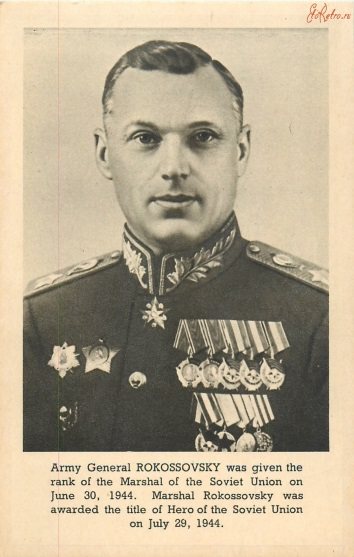 EtoRetro.ru
Army General ROKOSSOVSKY was given the
rank of the Marshal of the Soviet Union on
June 30, 1944. Marshal Rokossovsky was
awarded the title of Hero of the Soviet Union
on July 29, 1944.